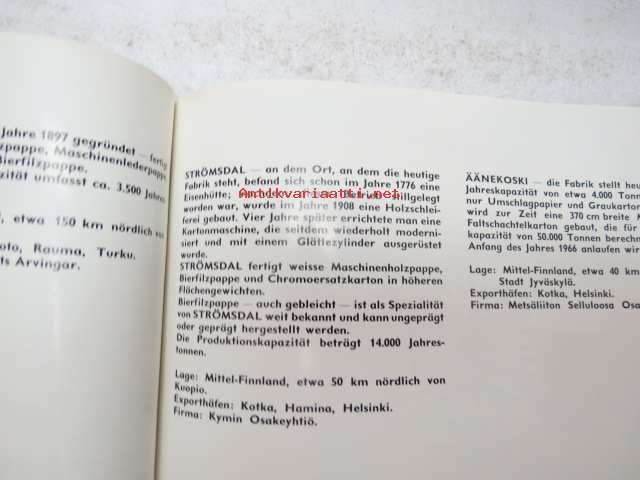 Jahre 1897 gegründet — fertig
zpappe, Maschinenlederpappe
Bierfilzpappe.
zität umfasst ca. 3.500 Jahres
etwa 150 km nördlich von
oto, Rauma, Turku.
ts Arvingar.
STRÖMSDAL — an dem Ort, an dem die heutige
Fabrik steht, befand sich schon im Jahre 1776 eine
Eisenhütte; Betrieb stillgelegt
worden war, wurde im Jahre 1908 eine Holzschlei-
ferei gebaut. Vier Jahre später errichtete man eine
Kartonmaschine, die seitdem wiederholt moderni-
siert und mit einem Glättezylinder ausgerüstet
wurde.
STRÖMSDAL fertigt weisse Maschinenholzpappe,
Bierfilzpappe und Chromoersatzkarton in höheren
Flächengewichten.
Bierfilzpappe — auch gebleicht — ist als Spezialität
von STRÖMSDAL weit bekannt und kann ungeprägt
oder geprägt hergestellt werden.
Die Produktionskapazität beträgt 14.000 Jahres-
tonnen.
Lage: Mittel-Finnland, etwa 50 km nördlich von
Kuopio.
Exporthäfen: Kotka, Hamina, Helsinki.
Firma: Kymin Osakeyhtiö.
ÄÄNEKOSKI — die Fabrik stellt heu
Jahreskapazität von etwa 4.000 Tonn
nur Umschlagpapier und Graukarton
wird zur Zeit eine 370 cm breite
Faltschachtelkarton gebaut, die für
kapazität von 50.000 Tonnen berechne
Anfang des Jahres 1966 anlaufen wird
Lage: Mittel-Finnland, etwa 40 km
Stadt Jyväskylä.
Exporthäfen: Kotka, Helsinki.
Firma: Metsäliiton Selluloosa Osa
Antikvariaatti.net